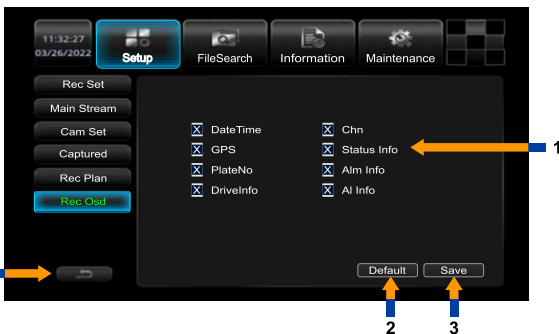 11:32:27
03/26/2022
Setup
FileSearch
Information
Maintenance
Rec Set
Main Stream
Cam Set
Captured
Rec Plan
Rec Osd
DateTime
Chn
GPS
Status Info
PlateNo
Alm Info
DriveInfo
AI Info
1
Default
Save
2
3